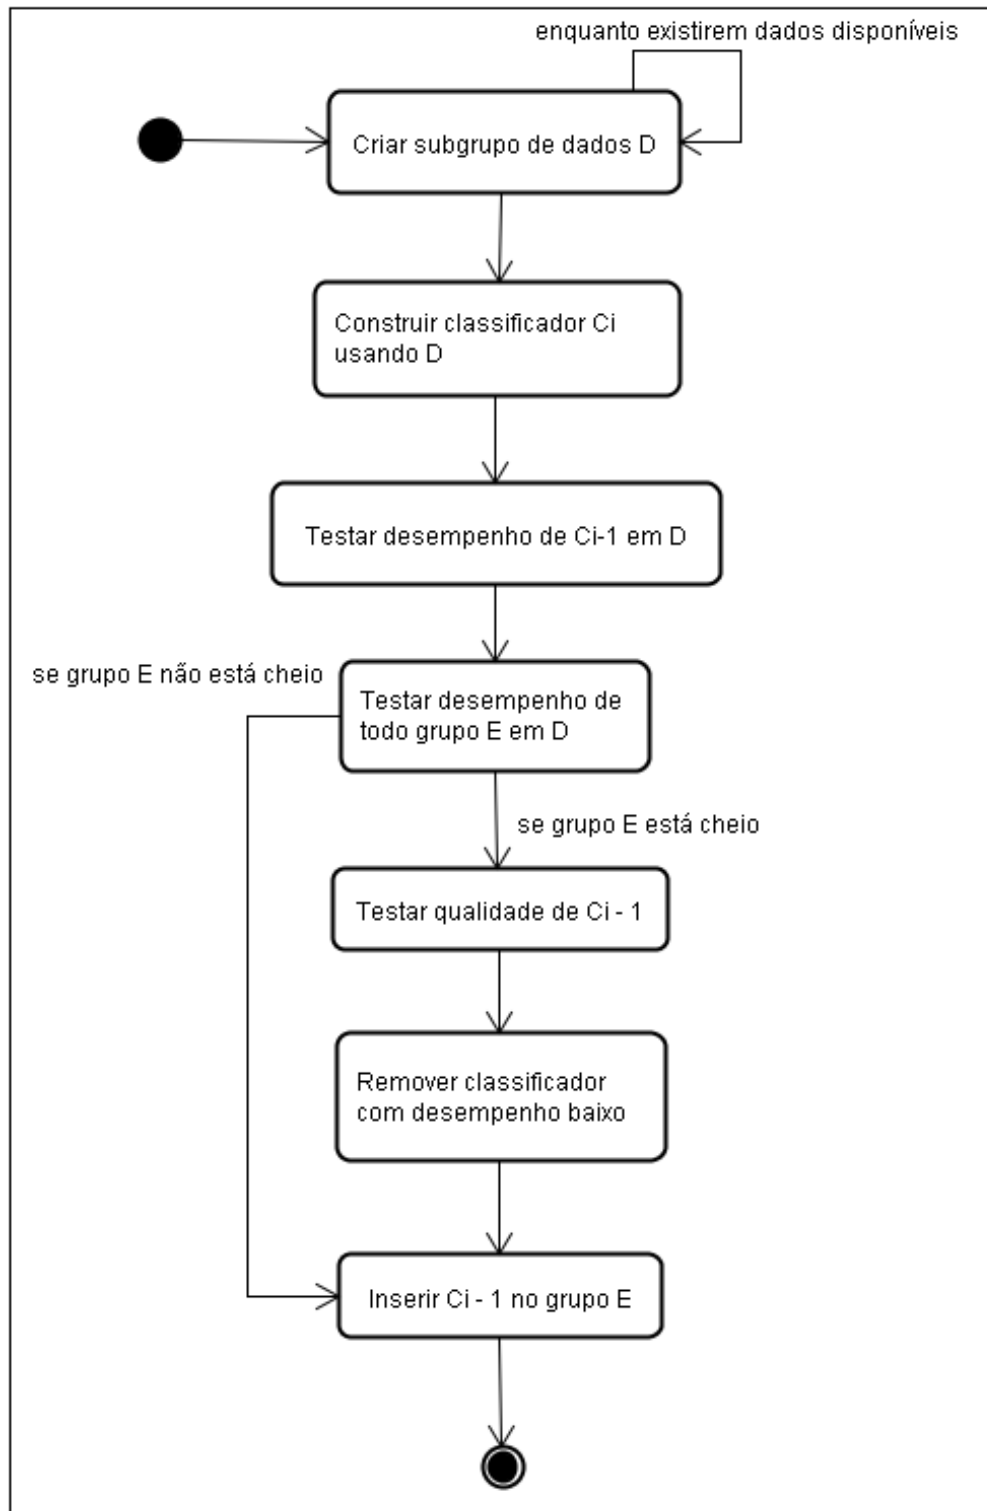 enquanto existirem dados disponíveis
Criar subgrupo de dados D
Construir classificador Ci
usando D
Testar desempenho de Ci-1 em D
se grupo E não está cheio
Testar desempenho de
todo grupo E em D
se grupo E está cheio
Testar qualidade de Ci - 1
Remover classificador
com desempenho baixo
Inserir Ci - 1 no grupo E